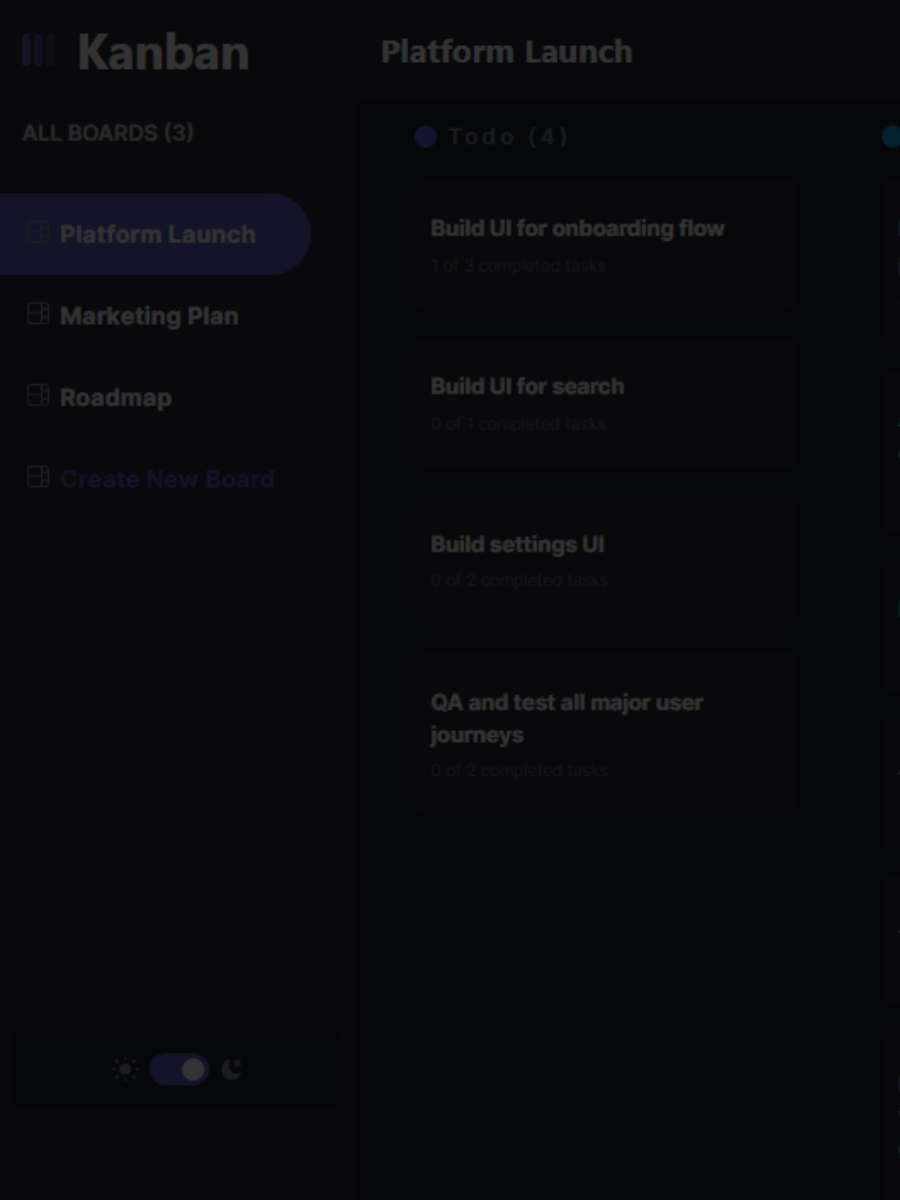 Kanban
Platform Launch
ALL BOARDS (3)
Platform Launch
Marketing Plan
Roadmap
Create New Board
Todo (4)
Build UI for onboarding flow
1 of 3 completed tasks
Build UI for search
0 of 1 completed tasks
Build settings UI
0 of 2 completed tasks
QA and test all major user
journeys
0 of 2 completed tasks